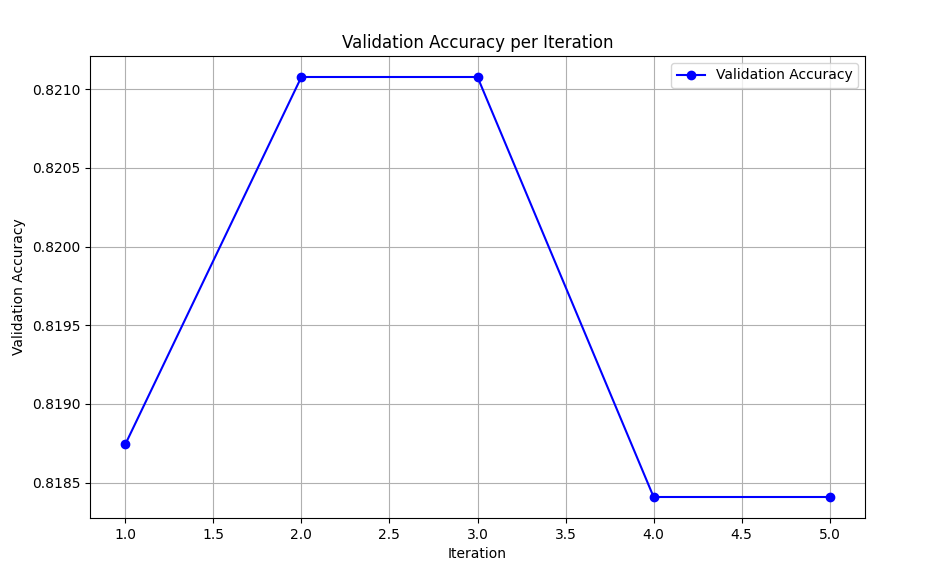 Validation Accuracy per Iteration
Validation Accuracy
0.8210
0.8205
0.8200
0.8195
0.8190
0.8185
Validation Accuracy
1.0 1.5 2.0 2.5 3.0 3.5 4.0 4.5 5.0
Iteration